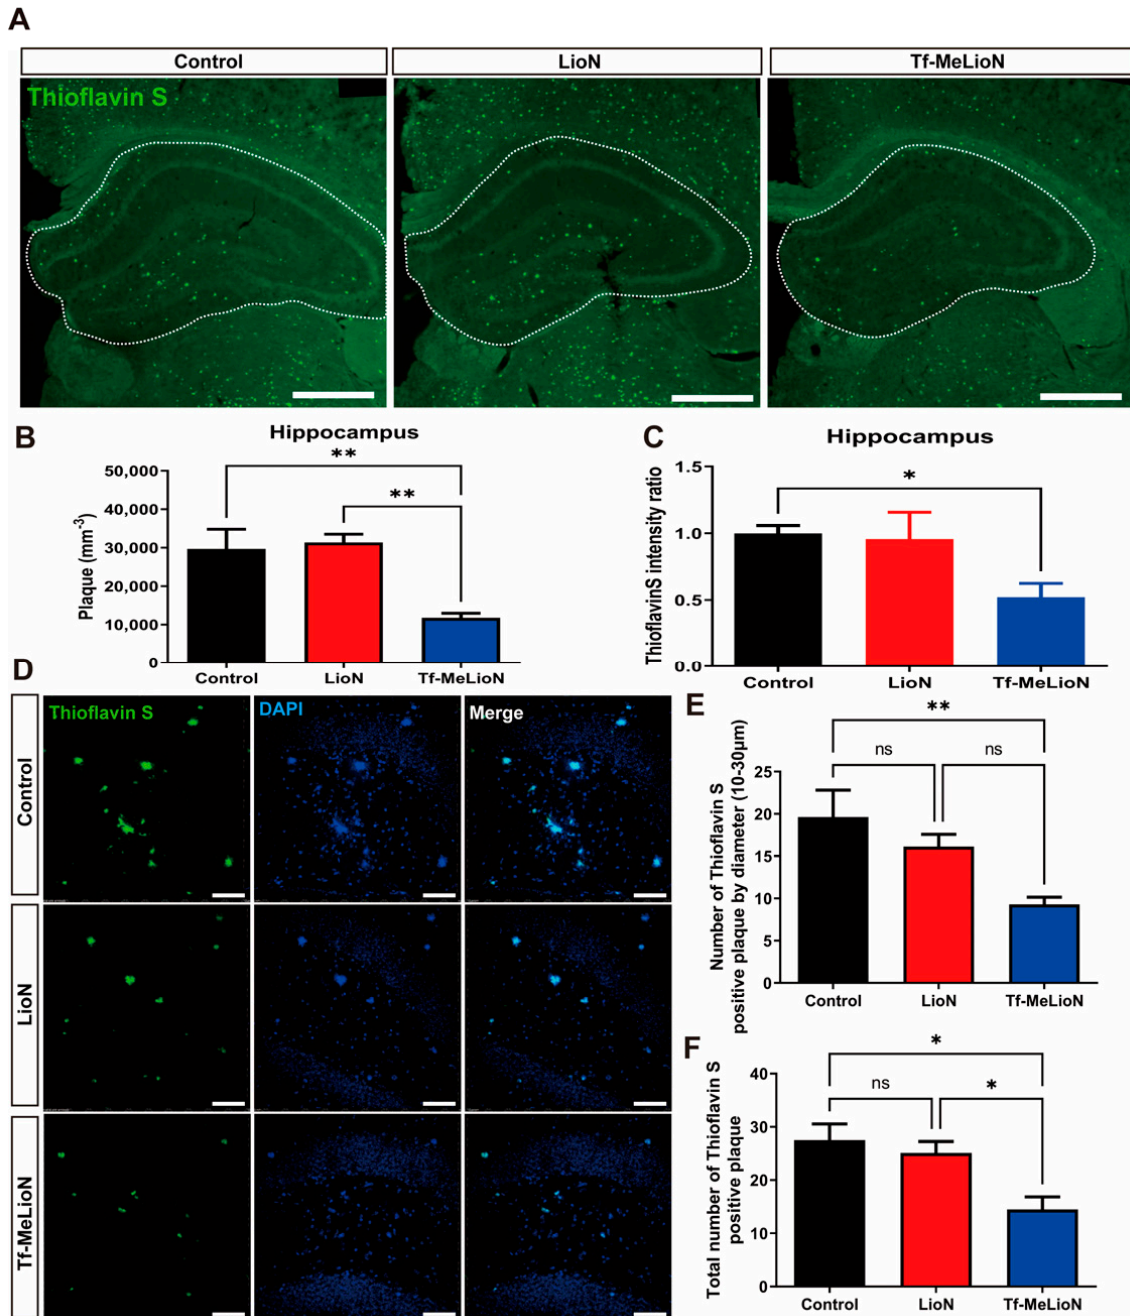 A
Control
LioN
Tf-MeLioN
Thioflavin S
B
Hippocampus
**
**
Plaque (mm⁻³)
50,000
40,000
30,000
20,000
10,000
0
Control
LioN
Tf-MeLioN
C
Hippocampus
*
ThioflavinS intensity ratio
1.5
1.0
0.5
0.0
Control
LioN
Tf-MeLioN
D
Thioflavin S
DAPI
Merge
Control
LioN
Tf-MeLioN
E
**
ns
ns
Number of Thioflavin S
positive plaque by diameter (10-30µm)
25
20
15
10
5
0
Control
LioN
Tf-MeLioN
F
*
ns
*
Total number of Thioflavin S
positive plaque
40
30
20
10
0
Control
LioN
Tf-MeLioN